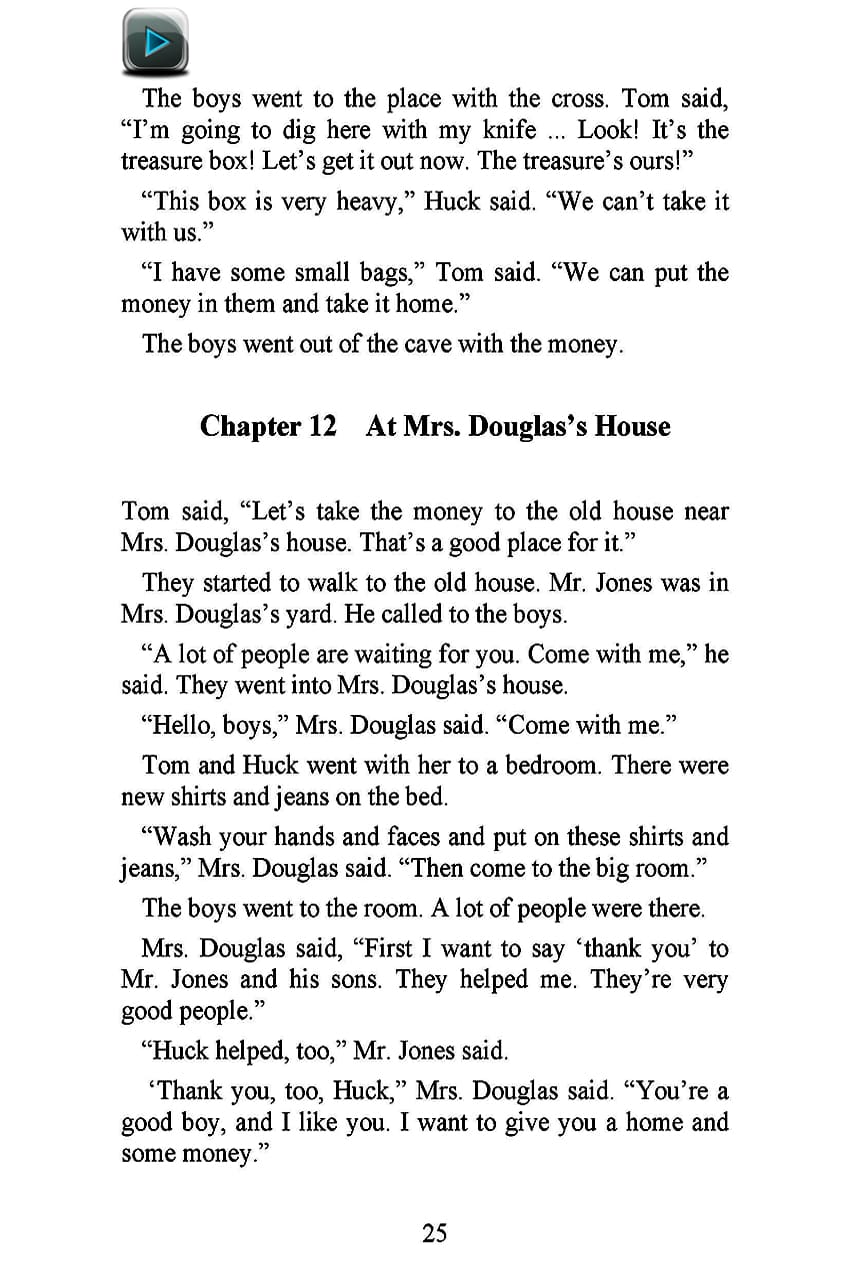 The boys went to the place with the cross. Tom said,
“I’m going to dig here with my knife ... Look! It’s the
treasure box! Let’s get it out now. The treasure’s ours!”
“This box is very heavy,” Huck said. “We can’t take it
with us.”
“I have some small bags,” Tom said. “We can put the
money in them and take it home.”
The boys went out of the cave with the money.
Chapter 12 At Mrs. Douglas’s House
Tom said, “Let’s take the money to the old house near
Mrs. Douglas’s house. That’s a good place for it.”
They started to walk to the old house. Mr. Jones was in
Mrs. Douglas’s yard. He called to the boys.
“A lot of people are waiting for you. Come with me,” he
said. They went into Mrs. Douglas’s house.
“Hello, boys,” Mrs. Douglas said. “Come with me.”
Tom and Huck went with her to a bedroom. There were
new shirts and jeans on the bed.
“Wash your hands and faces and put on these shirts and
jeans,” Mrs. Douglas said. “Then come to the big room.”
The boys went to the room. A lot of people were there.
Mrs. Douglas said, “First I want to say ‘thank you’ to
Mr. Jones and his sons. They helped me. They’re very
good people.”
“Huck helped, too,” Mr. Jones said.
‘Thank you, too, Huck,” Mrs. Douglas said. “You’re a
good boy, and I like you. I want to give you a home and
some money.”
25